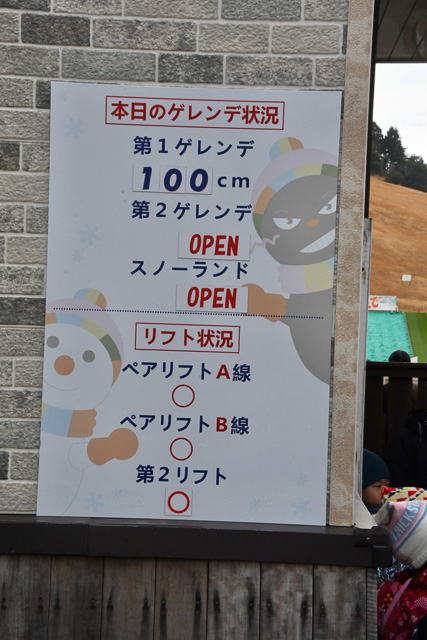 本日のゲレンデ状況
第1ゲレンデ
100cm
第2ゲレンデ
OPEN
スノーランド
OPEN
リフト状況
ペアリフトA線
○
ペアリフトB線
○
第2リフト
○